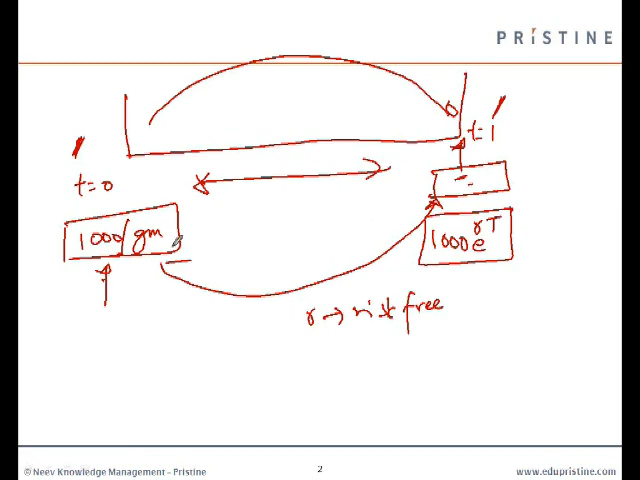 PRiSTINE
t=1
t=0
1000/gm
1000e^rT
r → risk free
© Neev Knowledge Management – Pristine
2
www.edupristine.com